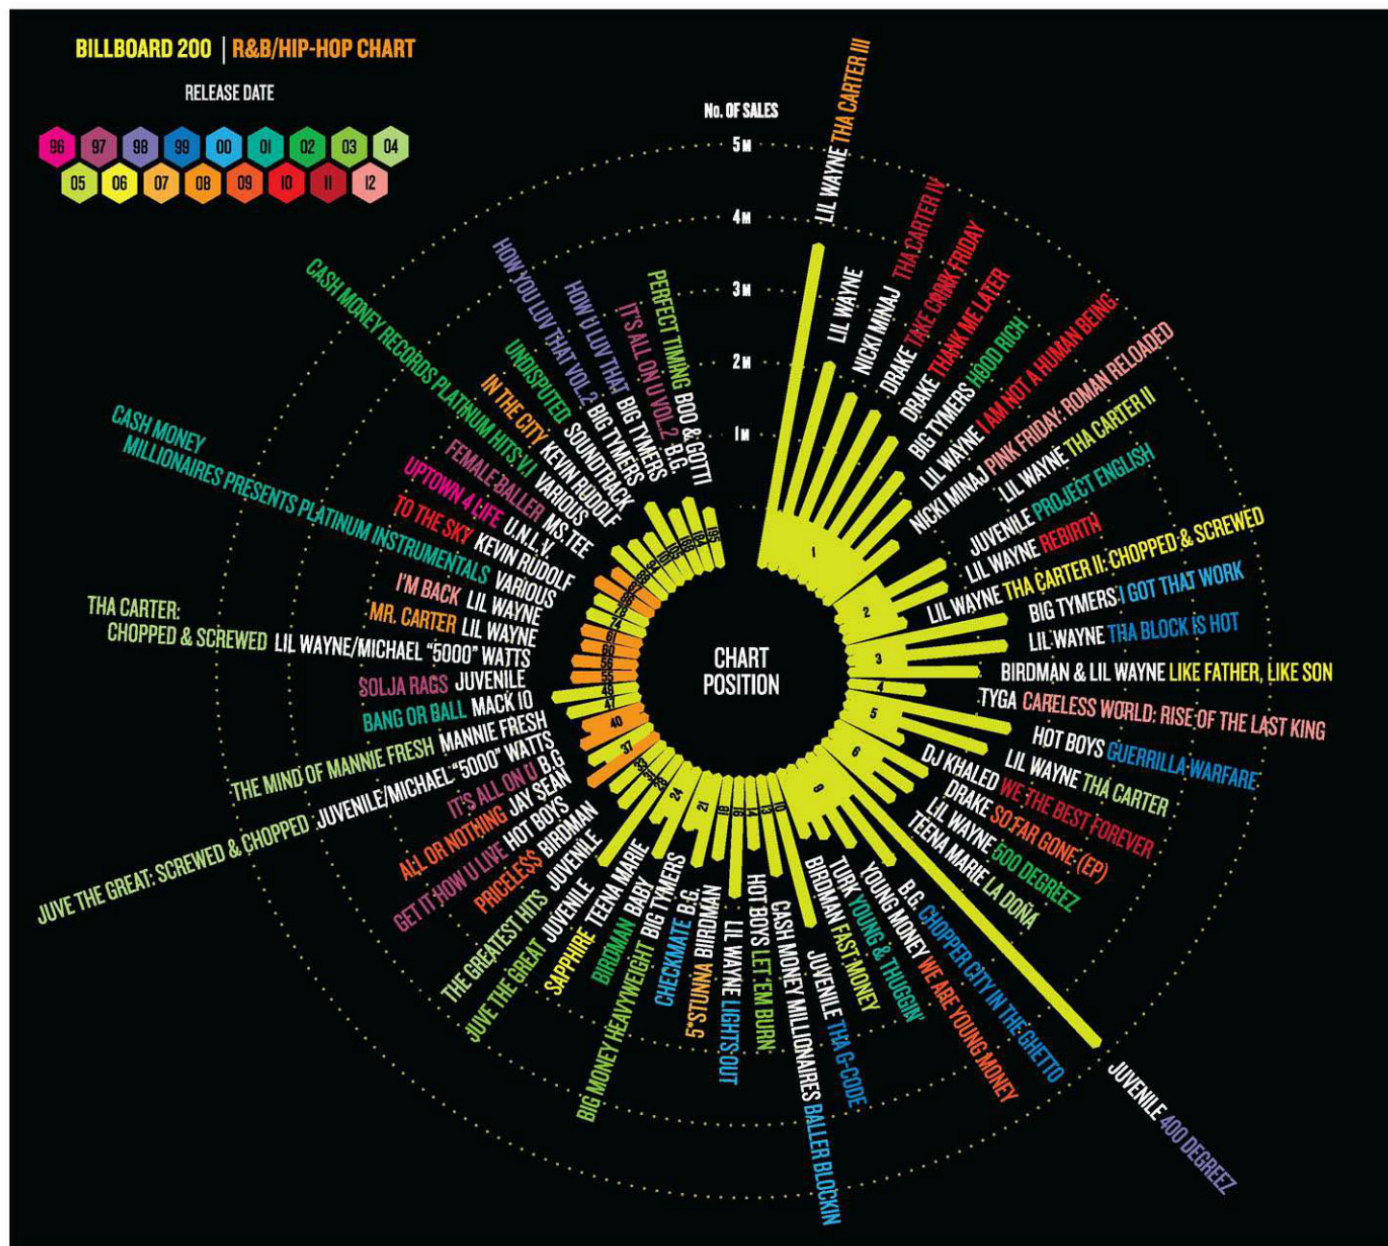 BILLBOARD 200 | R&B/HIP-HOP CHART
RELEASE DATE
96 97 98 99 00 01 02 03 04
05 06 07 08 09 10 11 12
No. OF SALES
5M
4M
3M
2M
1M
CHART
POSITION
LIL WAYNE THA CARTER III
LIL WAYNE THA CARTER IV
NICKI MINAJ
DRAKE TAKE CARE
PINK FRIDAY
DRAKE THANK ME LATER
BIG TYMERS HOOD RICH
LIL WAYNE I AM NOT A HUMAN BEING
NICKI MINAJ PINK FRIDAY: ROMAN RELOADED
LIL WAYNE THA CARTER II
JUVENILE PROJECT ENGLISH
LIL WAYNE REBIRTH
LIL WAYNE THA CARTER II: CHOPPED & SCREWED
BIG TYMERS I GOT THAT WORK
LIL WAYNE THA BLOCK IS HOT
BIRDMAN & LIL WAYNE LIKE FATHER, LIKE SON
TYGA CARELESS WORLD: RISE OF THE LAST KING
HOT BOYS GUERRILLA WARFARE
LIL WAYNE THA CARTER
DJ KHALED WE THE BEST FOREVER
DRAKE SO FAR GONE (EP)
LIL WAYNE 500 DEGREEZ
TEENA MARIE LA DOÑA
JUVENILE 400 DEGREEZ
B.G. CHOPPER CITY IN THE GHETTO
YOUNG MONEY WE ARE YOUNG MONEY
TURK YOUNG & THUGGIN'
BIRDMAN FAST MONEY
JUVENILE THA G-CODE
CASH MONEY MILLIONAIRES BALLER BLOCKIN
HOT BOYS LET 'EM BURN
LIL WAYNE LIGHTS OUT
5*STUNNA BIIRDMAN
CHECKMATE B.G.
BIG MONEY HEAVYWEIGHT BIG TYMERS
BIRDMAN BABY
SAPPHIRE TEENA MARIE
JUVE THE GREAT JUVENILE
THE GREATEST HITS JUVENILE
PRICELE$$ BIRDMAN
GET IT HOW U LIVE HOT BOYS
ALL OR NOTHING JAY SEAN
IT'S ALL ON U B.G
JUVE THE GREAT: SCREWED & CHOPPED JUVENILE/MICHAEL "5000" WATTS
THE MIND OF MANNIE FRESH MANNIE FRESH
BANG OR BALL MACK 10
SOLJA RAGS JUVENILE
THA CARTER:
CHOPPED & SCREWED LIL WAYNE/MICHAEL "5000" WATTS
MR. CARTER LIL WAYNE
I'M BACK LIL WAYNE
CASH MONEY
MILLIONAIRES PRESENTS PLATINUM INSTRUMENTALS VARIOUS
TO THE SKY KEVIN RUDOLF
UPTOWN 4 LIFE U.N.L.V.
FEMALE BALLER MS. TEE
CASH MONEY RECORDS PLATINUM HITS V.1 VARIOUS
IN THE CITY KEVIN RUDOLF
UNDISPUTED SOUNDTRACK
HOW YOU LUV THAT VOL.2 BIG TYMERS
HOW U LUV THAT BIG TYMERS
IT'S ALL ON U VOL.2 B.G.
PERFECT TIMING BOO & GOTTI
1
2
3
4
5
6
9
10
13
14
16
18
21
24
37
40
41
48
55
56
60
61
195